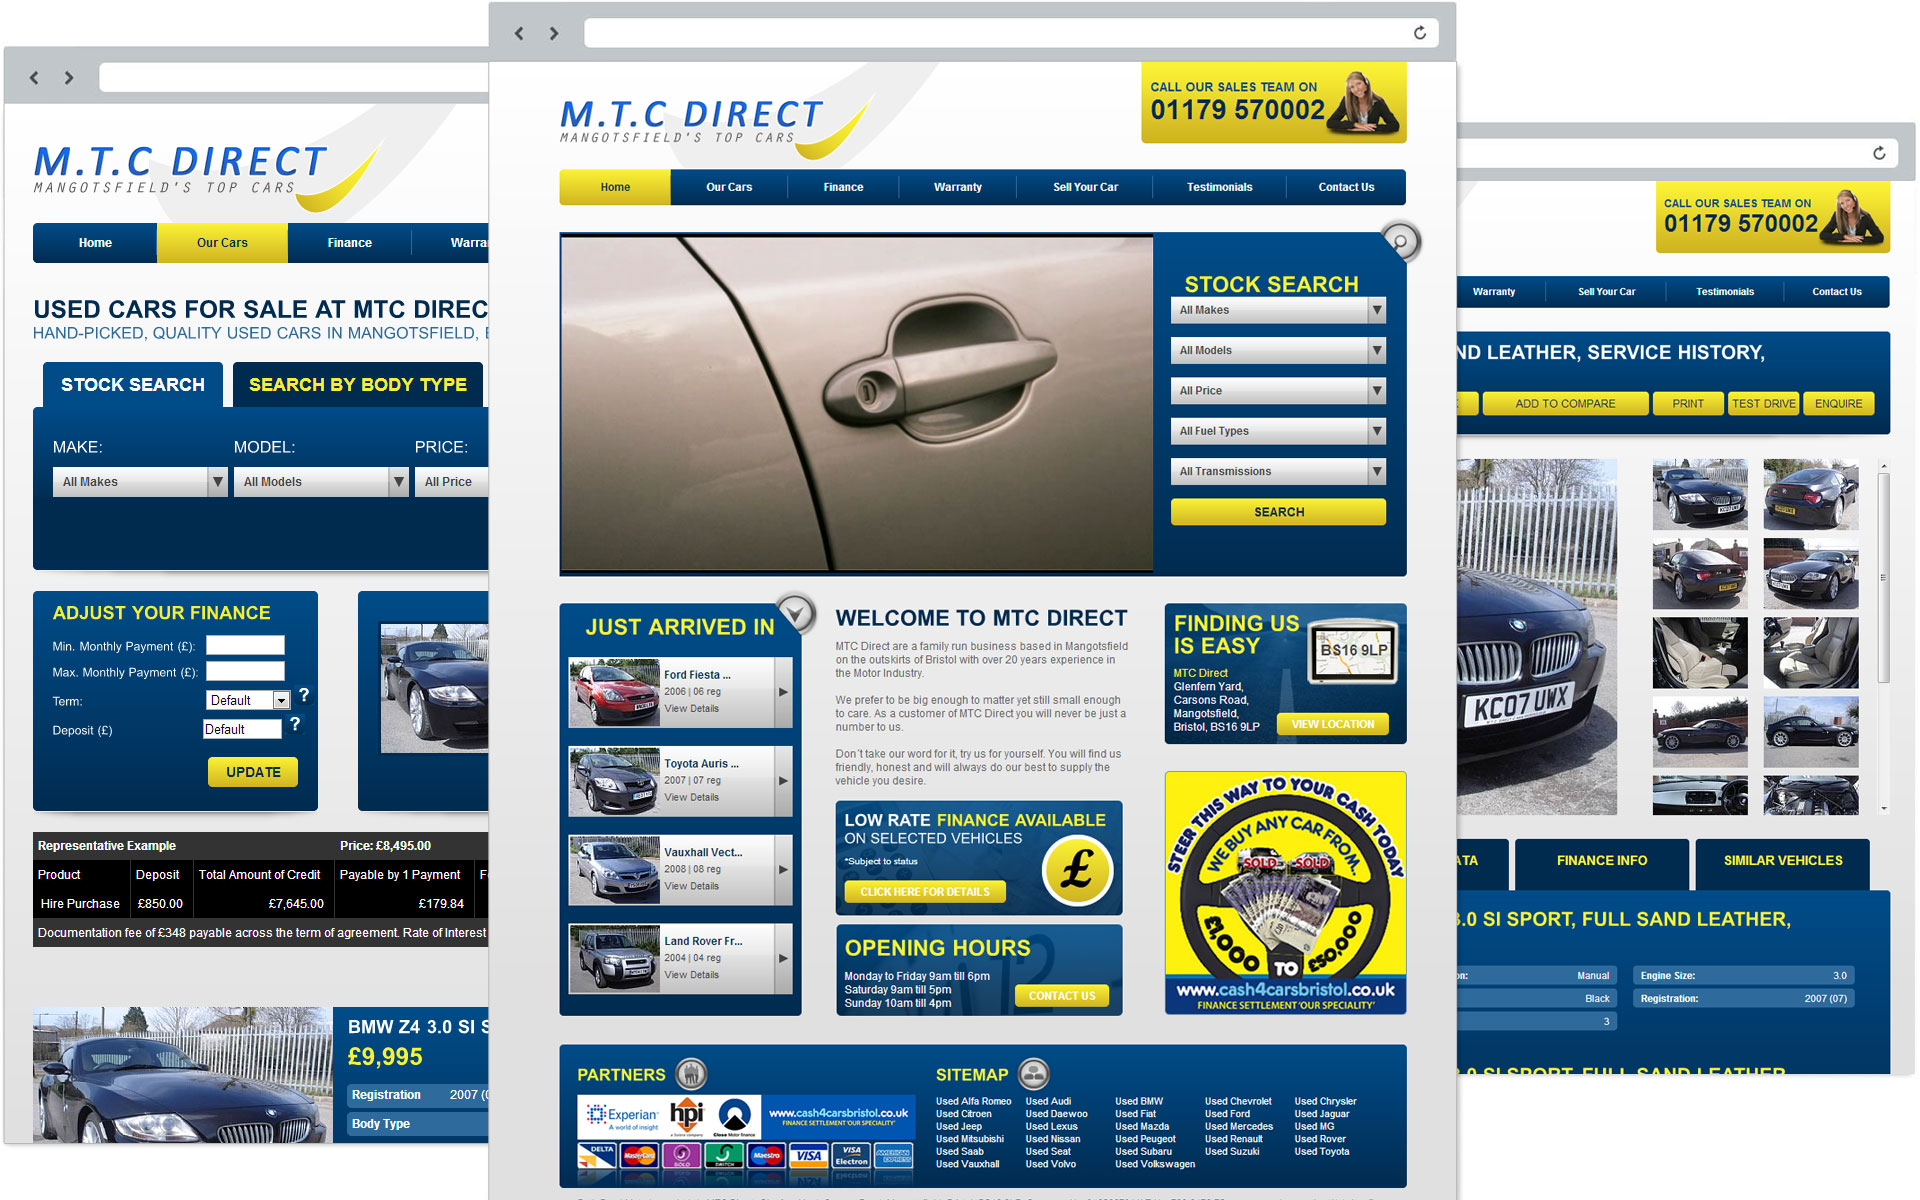 M.T.C DIRECT
MANGOTSFIELD'S TOP CARS
Home Our Cars Finance Warra
USED CARS FOR SALE AT MTC DIREC
HAND-PICKED, QUALITY USED CARS IN MANGOTSFIELD,
STOCK SEARCH SEARCH BY BODY TYPE
MAKE: MODEL: PRICE:
All Makes All Models All Price
ADJUST YOUR FINANCE
Min. Monthly Payment (£):
Max. Monthly Payment (£):
Term: Default ?
Deposit (£) Default ?
UPDATE
Representative Example Price: £8,495.00
Product Deposit Total Amount of Credit Payable by 1 Payment F
Hire Purchase £850.00 £7,645.00 £179.84
Documentation fee of £348 payable across the term of agreement. Rate of Interest
BMW Z4 3.0 SI S
£9,995
Registration 2007 (0
Body Type
M.T.C DIRECT
MANGOTSFIELD'S TOP CARS
CALL OUR SALES TEAM ON
01179 570002
Home Our Cars Finance Warranty Sell Your Car Testimonials Contact Us
STOCK SEARCH
All Makes
All Models
All Price
All Fuel Types
All Transmissions
SEARCH
JUST ARRIVED IN
Ford Fiesta ...
2006 | 06 reg
View Details
Toyota Auris ...
2007 | 07 reg
View Details
Vauxhall Vect...
2008 | 08 reg
View Details
Land Rover Fr...
2004 | 04 reg
View Details
WELCOME TO MTC DIRECT
MTC Direct are a family run business based in Mangotsfield
on the outskirts of Bristol with over 20 years experience in
the Motor Industry.
We prefer to be big enough to matter yet still small enough
to care. As a customer of MTC Direct you will never be just a
number to us.
Don´t take our word for it, try us for yourself. You will find us
friendly, honest and will always do our best to supply the
vehicle you desire.
LOW RATE FINANCE AVAILABLE
ON SELECTED VEHICLES
*Subject to status
£
CLICK HERE FOR DETAILS
OPENING HOURS
Monday to Friday 9am till 6pm
Saturday 9am till 5pm
Sunday 10am till 4pm
CONTACT US
FINDING US
IS EASY
BS16 9LP
MTC Direct
Glenfern Yard,
Carsons Road,
Mangotsfield,
Bristol, BS16 9LP
VIEW LOCATION
STEER THIS WAY TO YOUR CASH TODAY
WE BUY ANY CAR FROM...
SOLD SOLD
£1,000 TO £50,000
www.cash4carsbristol.co.uk
FINANCE SETTLEMENT 'OUR SPECIALITY'
PARTNERS
Experian
A world of insight
hpi
Close Motor finance
www.cash4carsbristol.co.uk
FINANCE SETTLEMENT 'OUR SPECIALITY'
DELTA MasterCard SOLO SWITCH Maestro VISA VISA Electron AMERICAN EXPRESS
SITEMAP
Used Alfa Romeo Used Audi Used BMW Used Chevrolet Used Chrysler
Used Citroen Used Daewoo Used Fiat Used Ford Used Jaguar
Used Jeep Used Lexus Used Mazda Used Mercedes Used MG
Used Mitsubishi Used Nissan Used Peugeot Used Renault Used Rover
Used Saab Used Seat Used Subaru Used Suzuki Used Toyota
Used Vauxhall Used Volvo Used Volkswagen
CALL OUR SALES TEAM ON
01179 570002
Warranty Sell Your Car Testimonials Contact Us
ND LEATHER, SERVICE HISTORY,
ADD TO COMPARE PRINT TEST DRIVE ENQUIRE
KC07 UWX
ATA FINANCE INFO SIMILAR VEHICLES
3.0 SI SPORT, FULL SAND LEATHER,
on: Manual Engine Size: 3.0
Black Registration: 2007 (07)
3
3.0 SI SPORT, FULL SAND LEATHER,